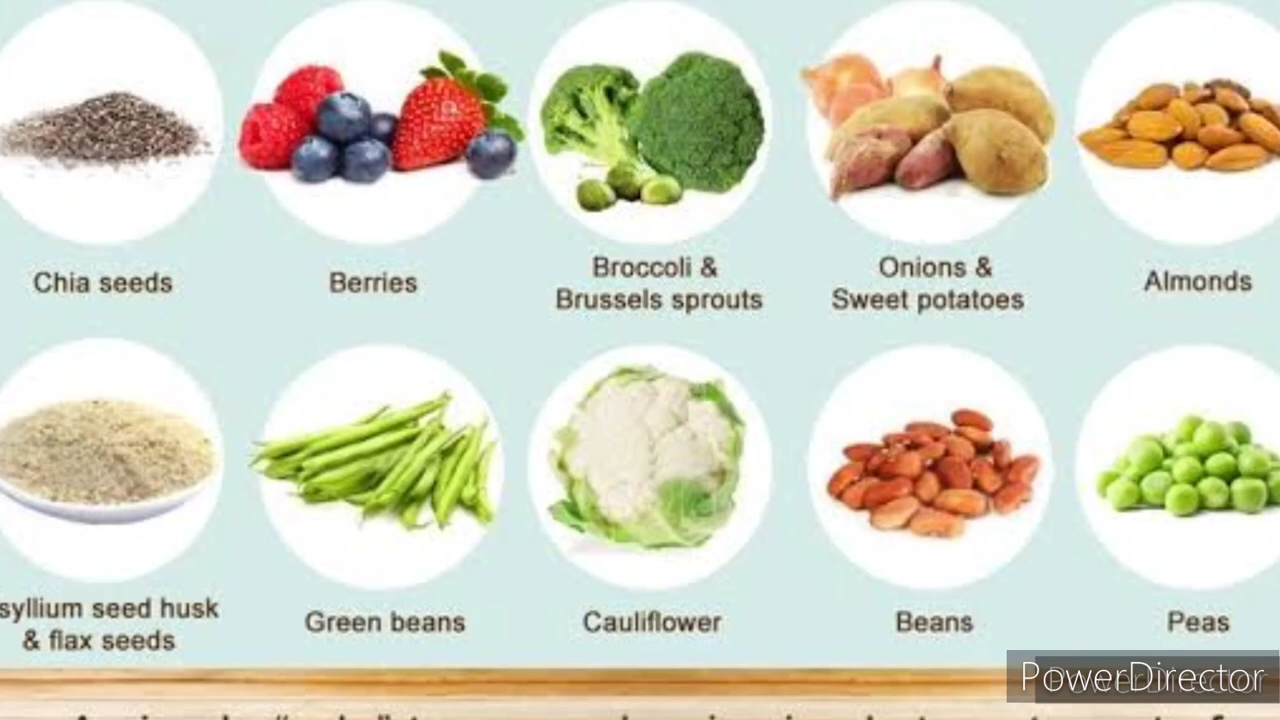 Chia seeds
Berries
Broccoli &
Brussels sprouts
Onions &
Sweet potatoes
Almonds
syllium seed husk
& flax seeds
Green beans
Cauliflower
Beans
Peas
PowerDirector